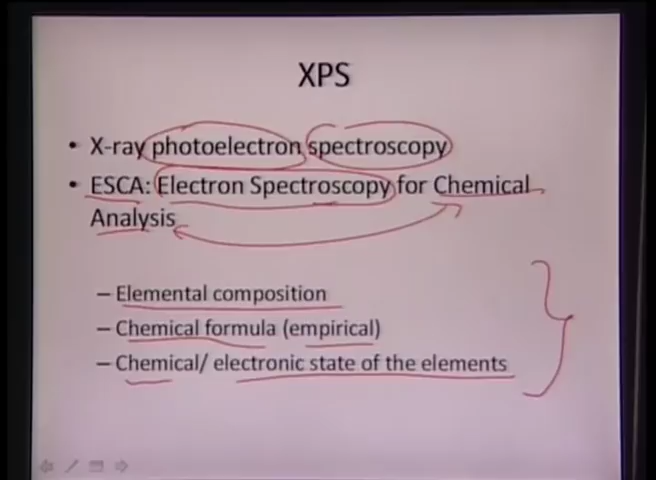 XPS
• X-ray photoelectron spectroscopy
• ESCA: Electron Spectroscopy for Chemical
Analysis
– Elemental composition
– Chemical formula (empirical)
– Chemical/ electronic state of the elements